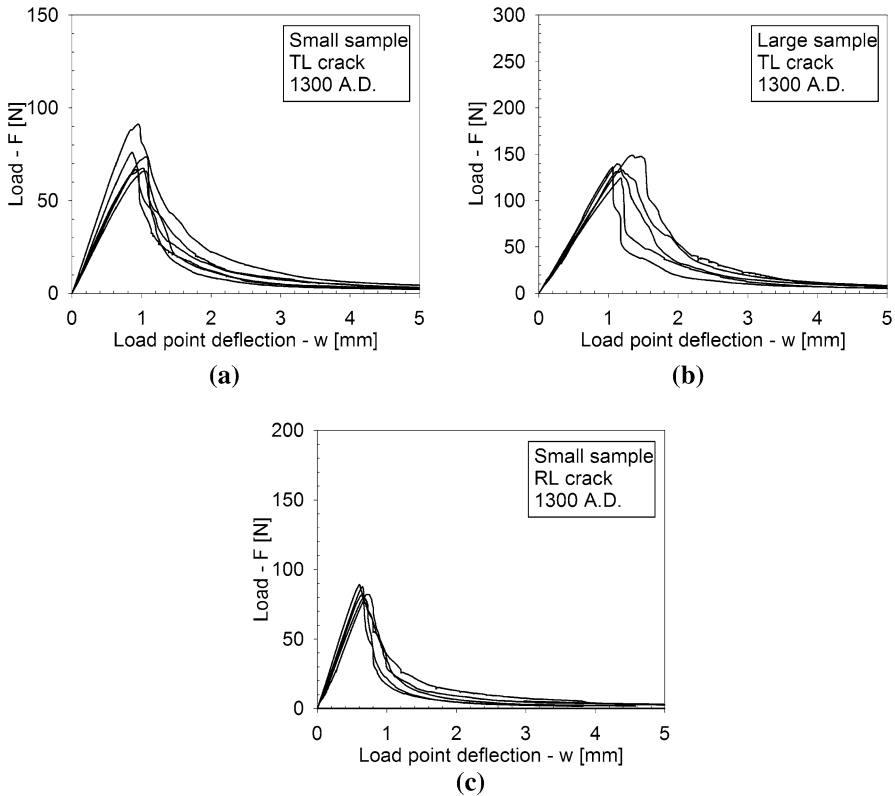 150
100
50
0
Load - F [N]
Small sample
TL crack
1300 A.D.
0 1 2 3 4 5
Load point deflection - w [mm]
(a)
300
250
200
150
100
50
0
Load - F [N]
Large sample
TL crack
1300 A.D.
0 1 2 3 4 5
Load point deflection - w [mm]
(b)
200
150
100
50
0
Load - F [N]
Small sample
RL crack
1300 A.D.
0 1 2 3 4 5
Load point deflection - w [mm]
(c)